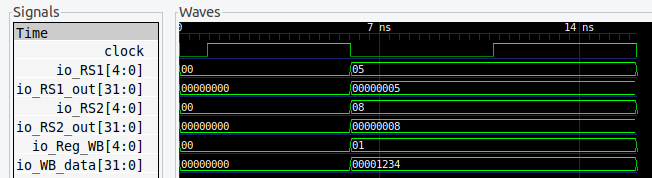 Signals Waves
Time 0 7 ns 14 ns
clock
io_RS1[4:0] 00 05
io_RS1_out[31:0] 00000000 00000005
io_RS2[4:0] 00 08
io_RS2_out[31:0] 00000000 00000008
io_Reg_WB[4:0] 00 01
io_WB_data[31:0] 00000000 00001234